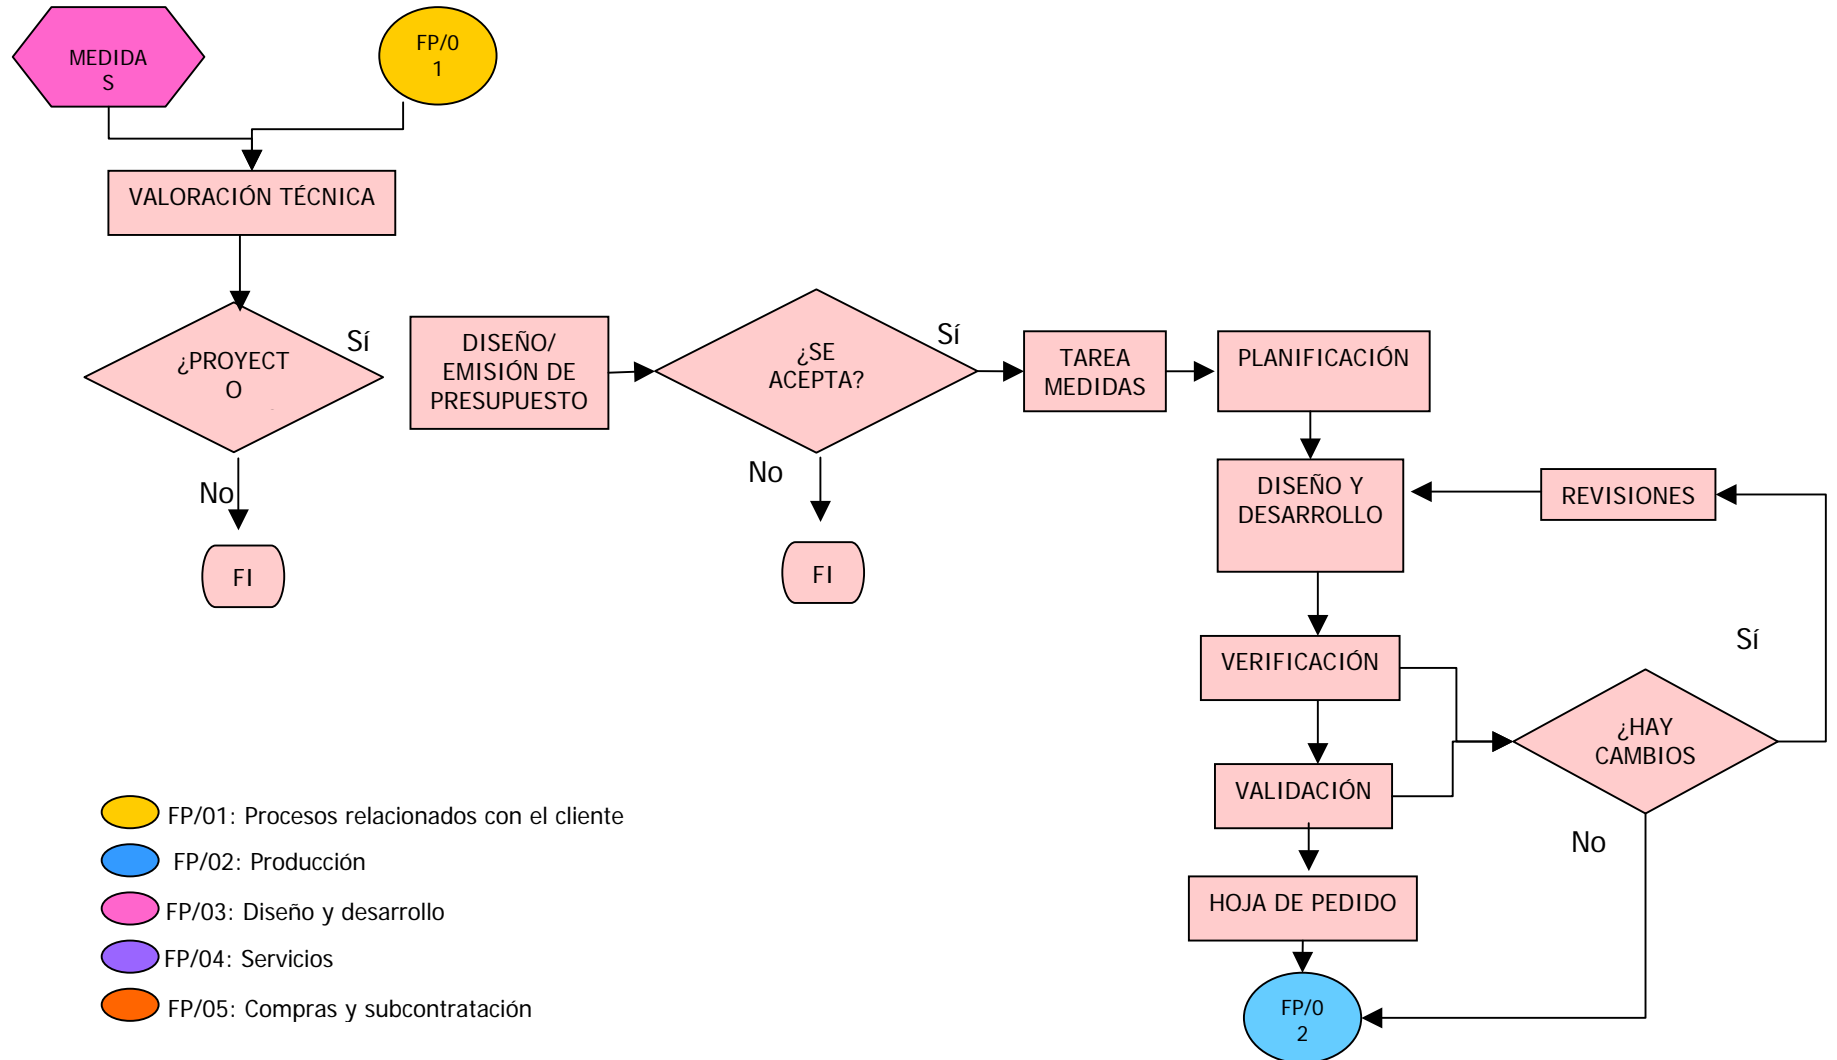 MEDIDA
S
FP/0
1
VALORACIÓN TÉCNICA
¿PROYECT
O
Sí
No
FI
DISEÑO/
EMISIÓN DE
PRESUPUESTO
¿SE
ACEPTA?
Sí
No
FI
TAREA
MEDIDAS
PLANIFICACIÓN
DISEÑO Y
DESARROLLO
REVISIONES
VERIFICACIÓN
Sí
¿HAY
CAMBIOS
VALIDACIÓN
No
HOJA DE PEDIDO
FP/0
2
FP/01: Procesos relacionados con el cliente
FP/02: Producción
FP/03: Diseño y desarrollo
FP/04: Servicios
FP/05: Compras y subcontratación